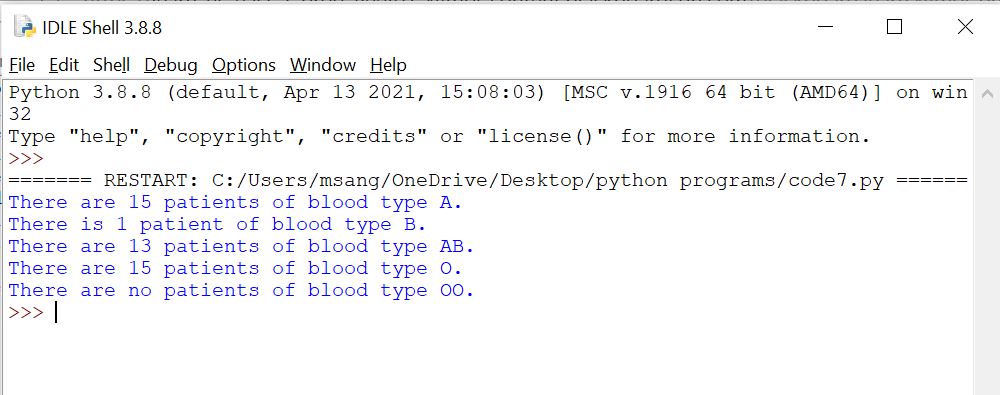 IDLE Shell 3.8.8
File Edit Shell Debug Options Window Help
Python 3.8.8 (default, Apr 13 2021, 15:08:03) [MSC v.1916 64 bit (AMD64)] on win
32
Type "help", "copyright", "credits" or "license()" for more information.
>>>
======= RESTART: C:/Users/msang/OneDrive/Desktop/python programs/code7.py ======
There are 15 patients of blood type A.
There is 1 patient of blood type B.
There are 13 patients of blood type AB.
There are 15 patients of blood type O.
There are no patients of blood type OO.
>>>